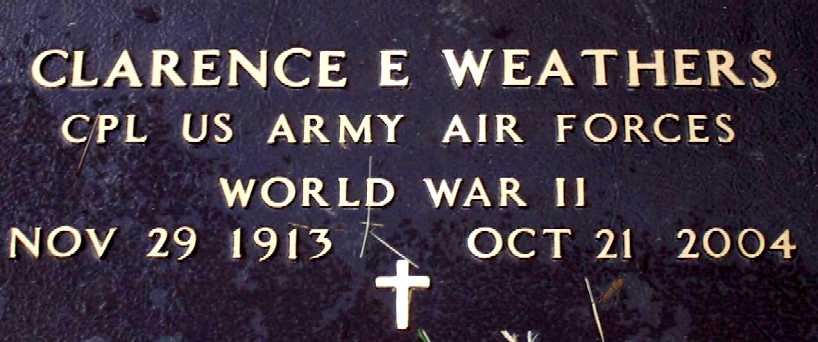 CLARENCE E WEATHERS
CPL US ARMY AIR FORCES
WORLD WAR II
NOV 29 1913 OCT 21 2004